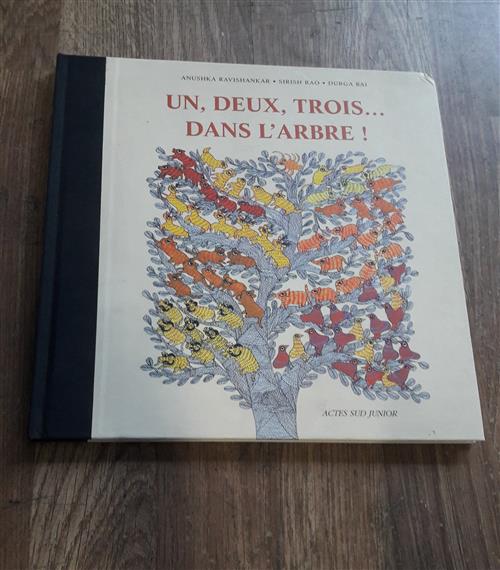 ANUSHKA RAVISHANKAR • SIRISH RAO • DURGA BAI
UN, DEUX, TROIS...
DANS L'ARBRE !
ACTES SUD JUNIOR